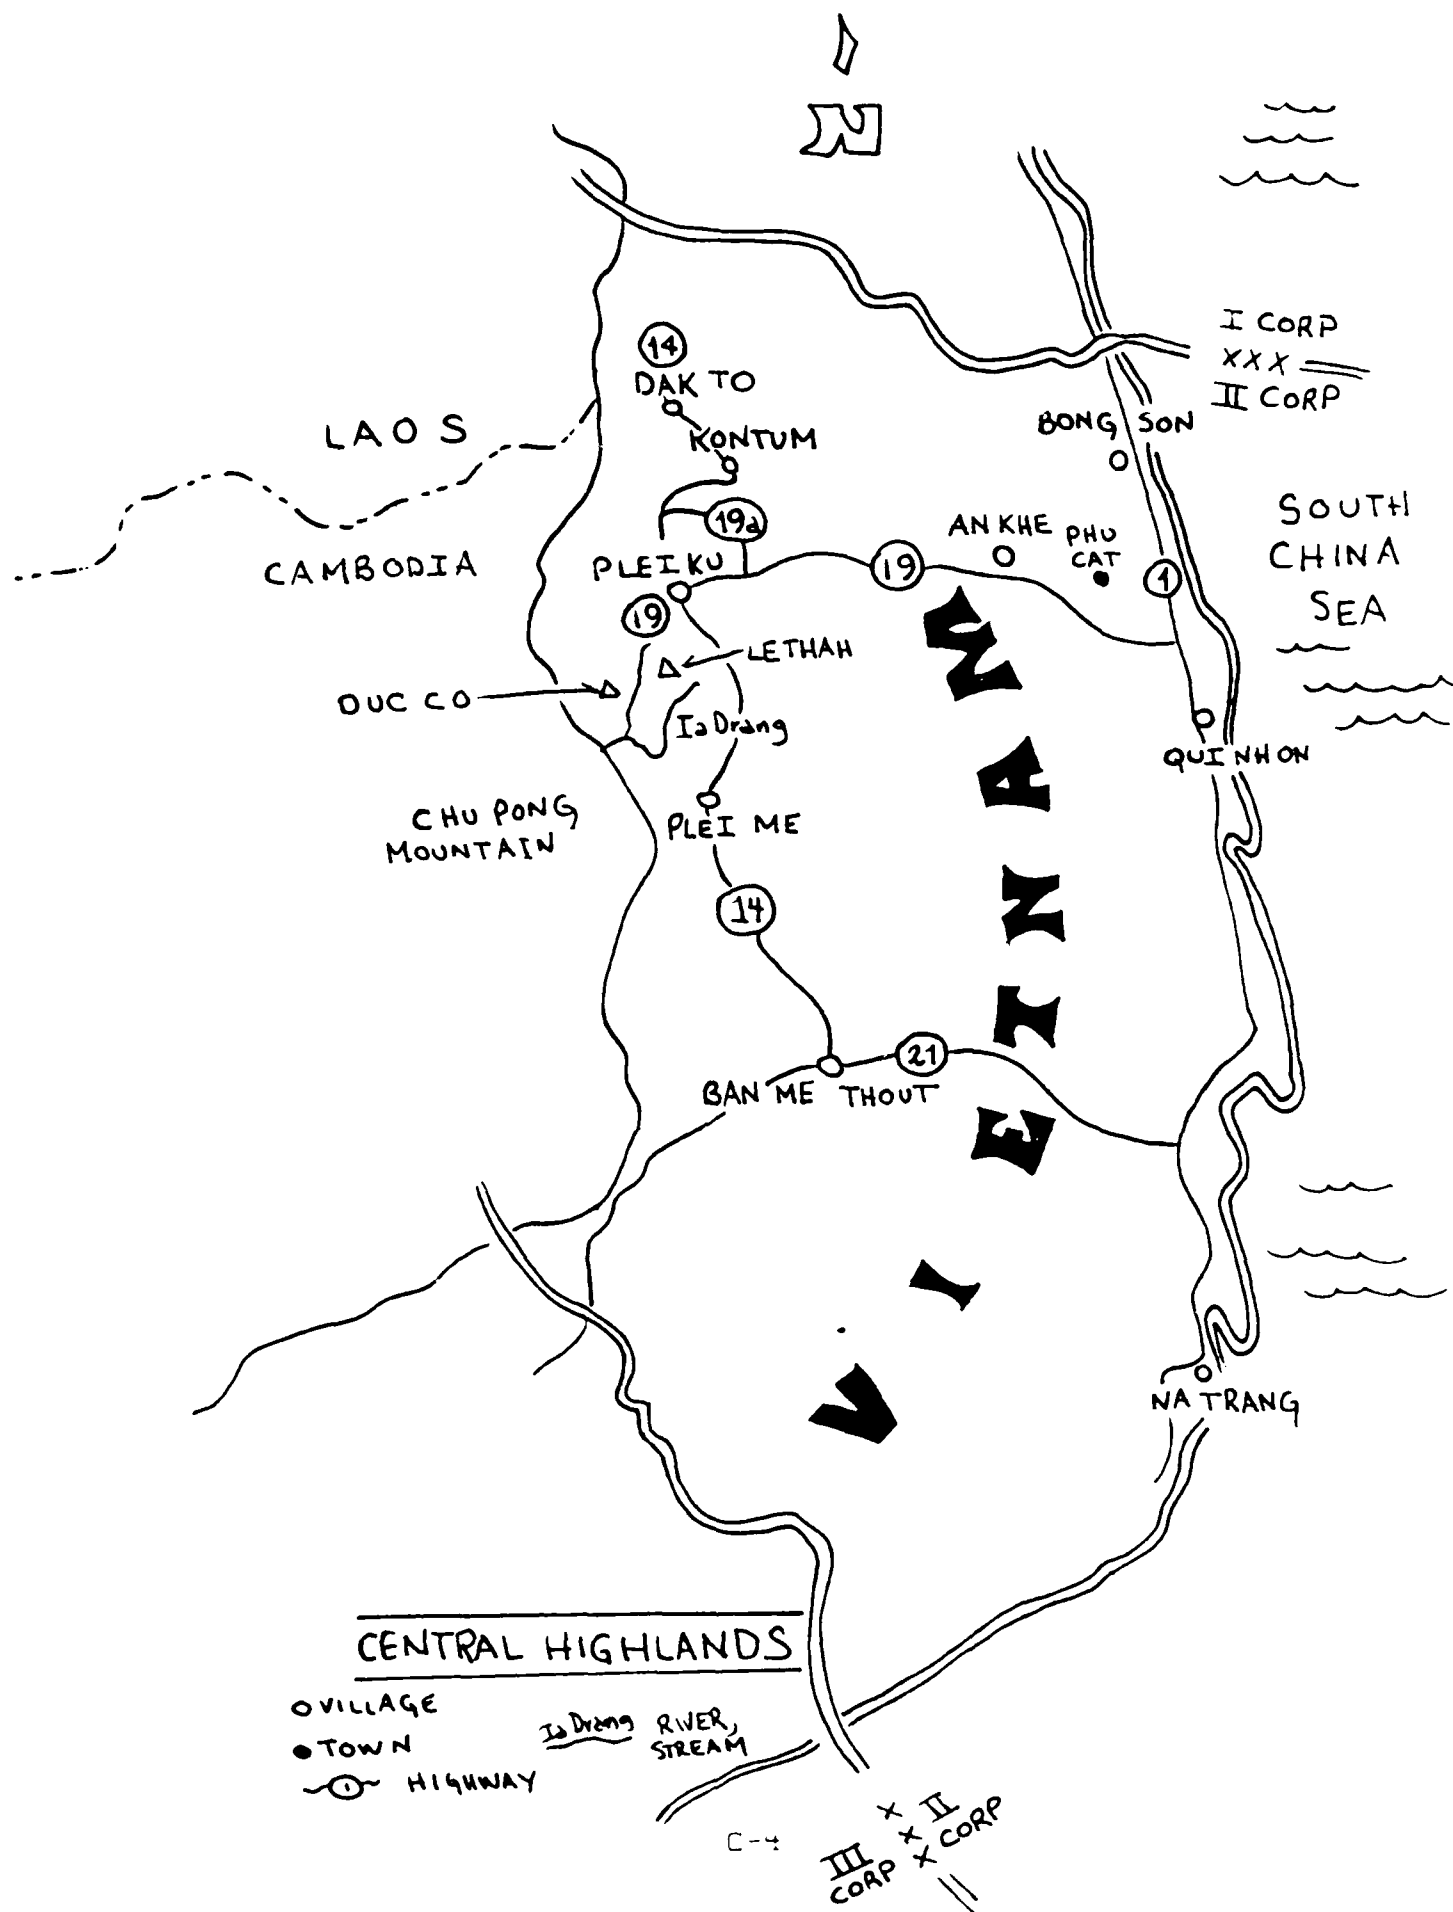 N
I CORP
XXX
II CORP
14
DAK TO
LAOS
BONG SON
KONTUM
SOUTH
CHINA
SEA
19a
AN KHE
PHU
CAT
CAMBODIA
PLEIKU
19
1
19
LETHAH
DUC CO
Ia Drang
QUI NHON
CHU PONG
MOUNTAIN
PLEI ME
14
VIETNAM
21
BAN ME THOUT
NA TRANG
CENTRAL HIGHLANDS
VILLAGE
TOWN
1 HIGHWAY
Ia Drang RIVER,
STREAM
C-4
XXX
II
CORP
III
CORP